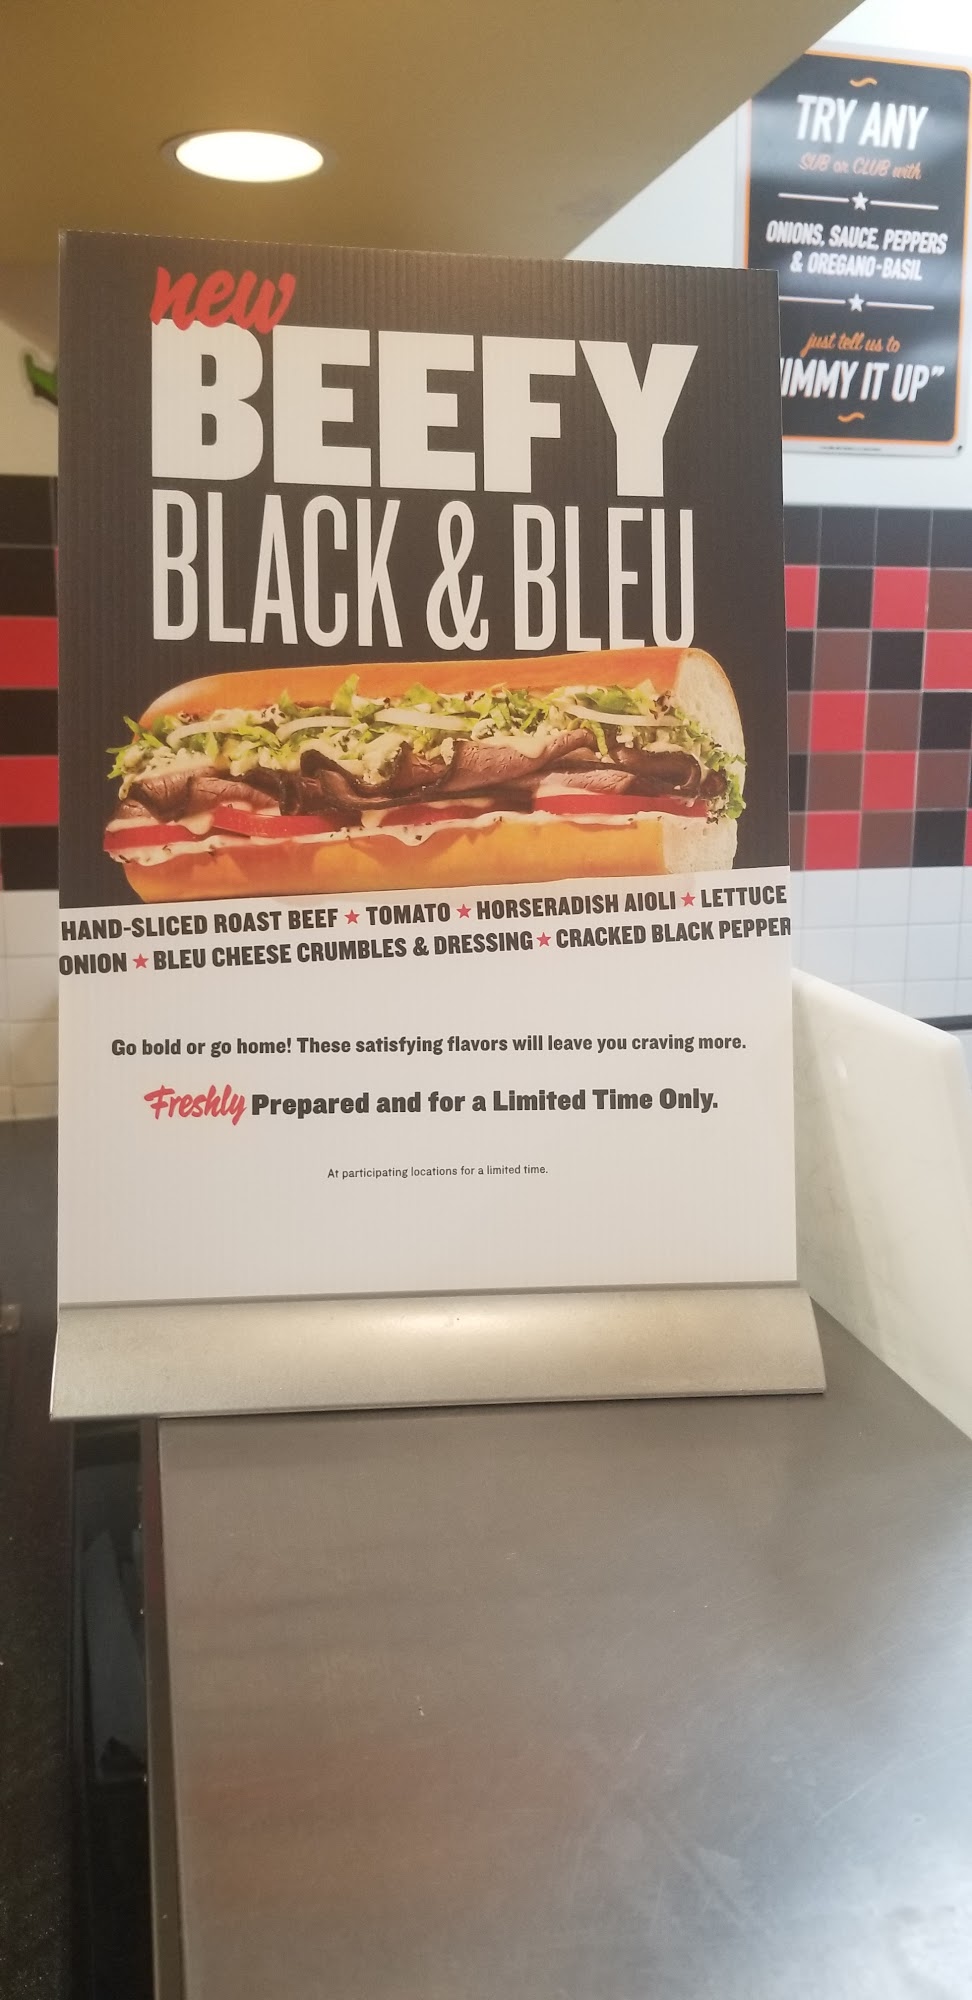 new
BEEFY
BLACK & BLEU
HAND-SLICED ROAST BEEF ★ TOMATO ★ HORSERADISH AIOLI ★ LETTUCE
ONION ★ BLEU CHEESE CRUMBLES & DRESSING ★ CRACKED BLACK PEPPER
Go bold or go home! These satisfying flavors will leave you craving more.
Freshly Prepared and for a Limited Time Only.
At participating locations for a limited time.
TRY ANY
SUB or CLUB with
ONIONS, SAUCE, PEPPERS
& OREGANO-BASIL
just tell us to
IMMY IT UP"